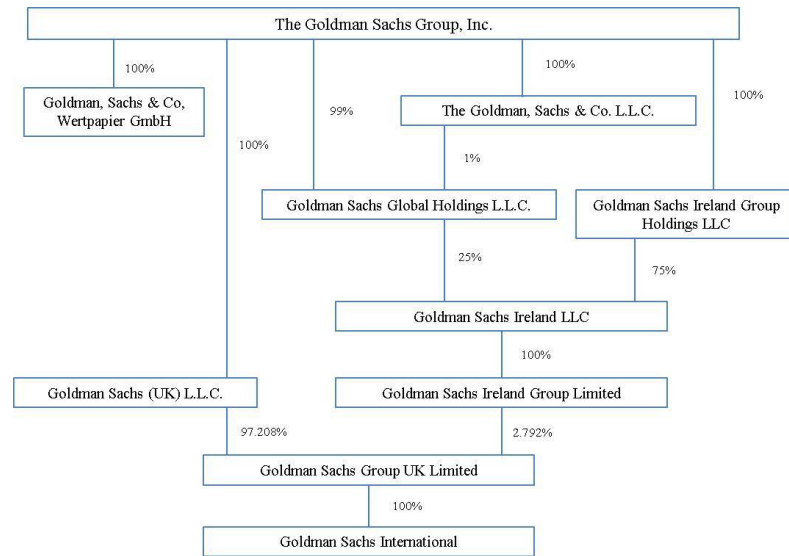 The Goldman Sachs Group, Inc.
100%
100%
100%
Goldman, Sachs & Co,
Wertpapier GmbH
99%
The Goldman, Sachs & Co. L.L.C.
100%
1%
Goldman Sachs Global Holdings L.L.C.
Goldman Sachs Ireland Group
Holdings LLC
25%
75%
Goldman Sachs Ireland LLC
100%
Goldman Sachs (UK) L.L.C.
Goldman Sachs Ireland Group Limited
97.208%
2.792%
Goldman Sachs Group UK Limited
100%
Goldman Sachs International